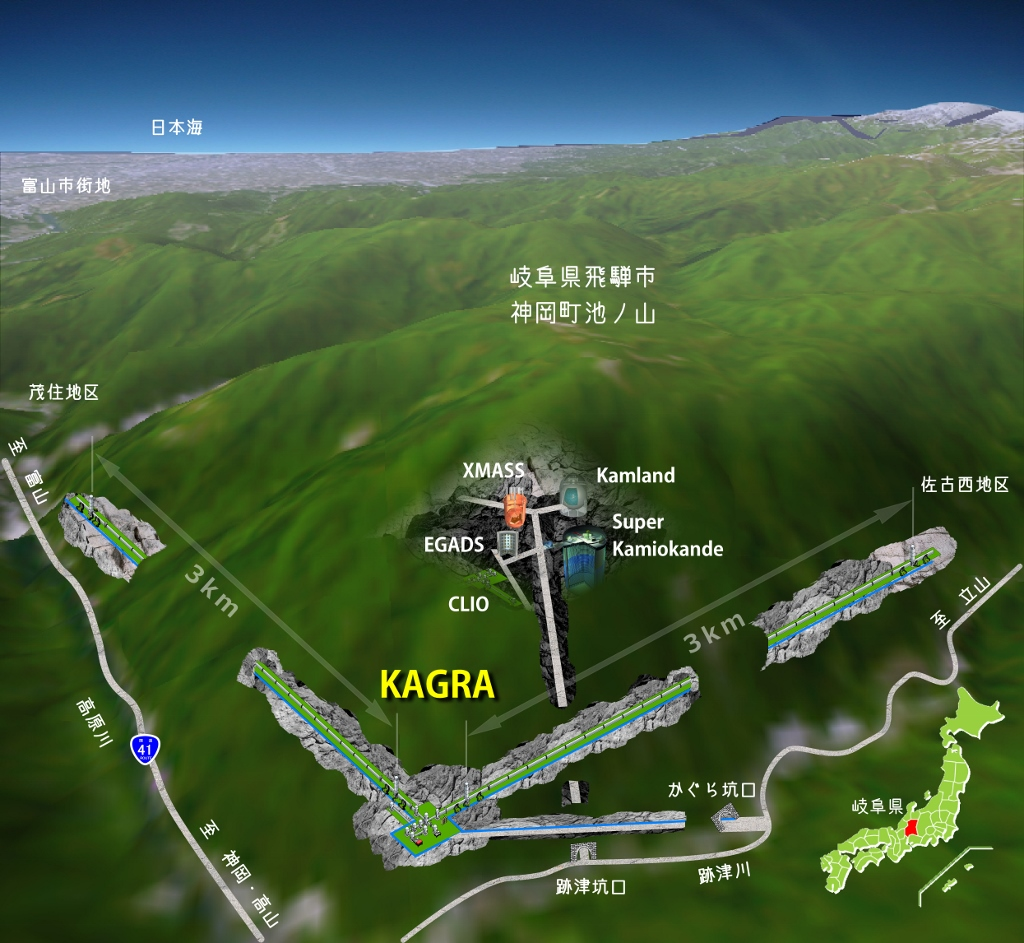 日本海
富山市街地
岐阜県飛騨市
神岡町池ノ山
茂住地区
至 富山
XMASS
Kamland
佐古西地区
EGADS
Super
Kamiokande
CLIO
3km
3km
至 立山
KAGRA
高原川
41
かぐら坑口
岐阜県
至 神岡・高山
跡津坑口
跡津川